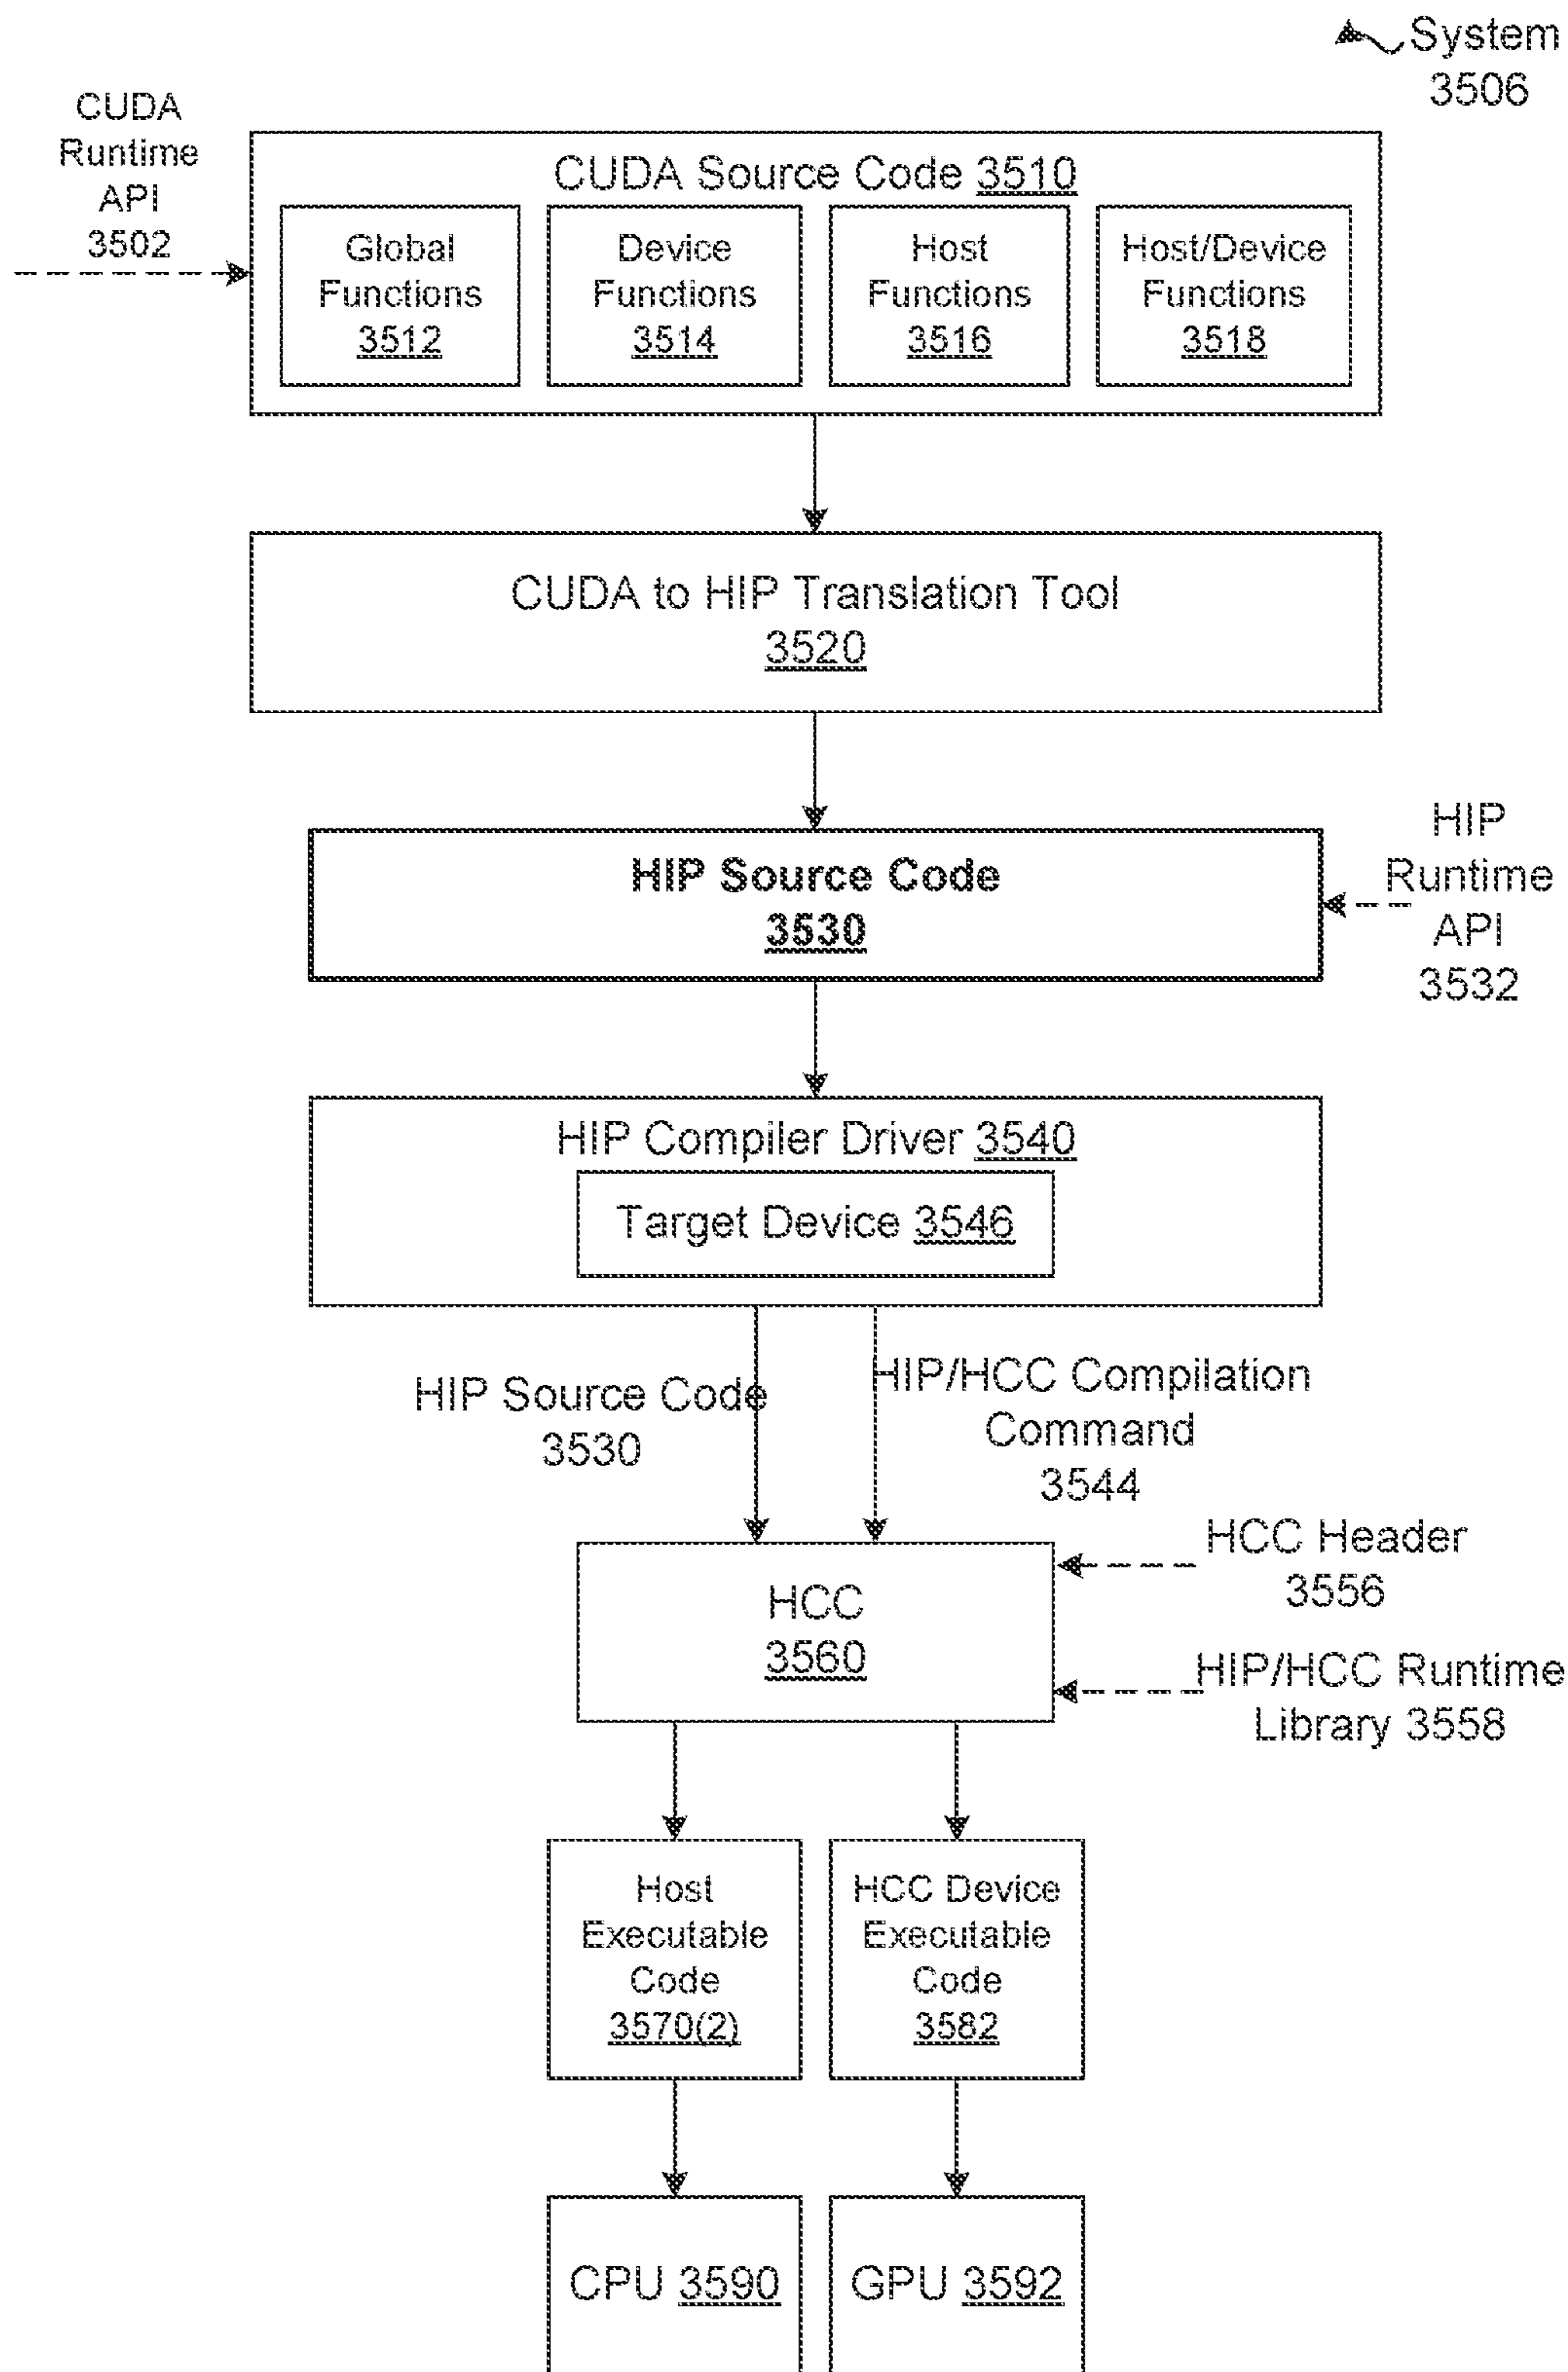 System
3506
CUDA
Runtime
API
3502
CUDA Source Code 3510
Global
Functions
3512
Device
Functions
3514
Host
Functions
3516
Host/Device
Functions
3518
CUDA to HIP Translation Tool
3520
HIP Source Code
3530
HIP
Runtime
API
3532
HIP Compiler Driver 3540
Target Device 3546
HIP Source Code
3530
HIP/HCC Compilation
Command
3544
HCC
3560
HCC Header
3556
HIP/HCC Runtime
Library 3558
Host
Executable
Code
3570(2)
HCC Device
Executable
Code
3582
CPU 3590
GPU 3592